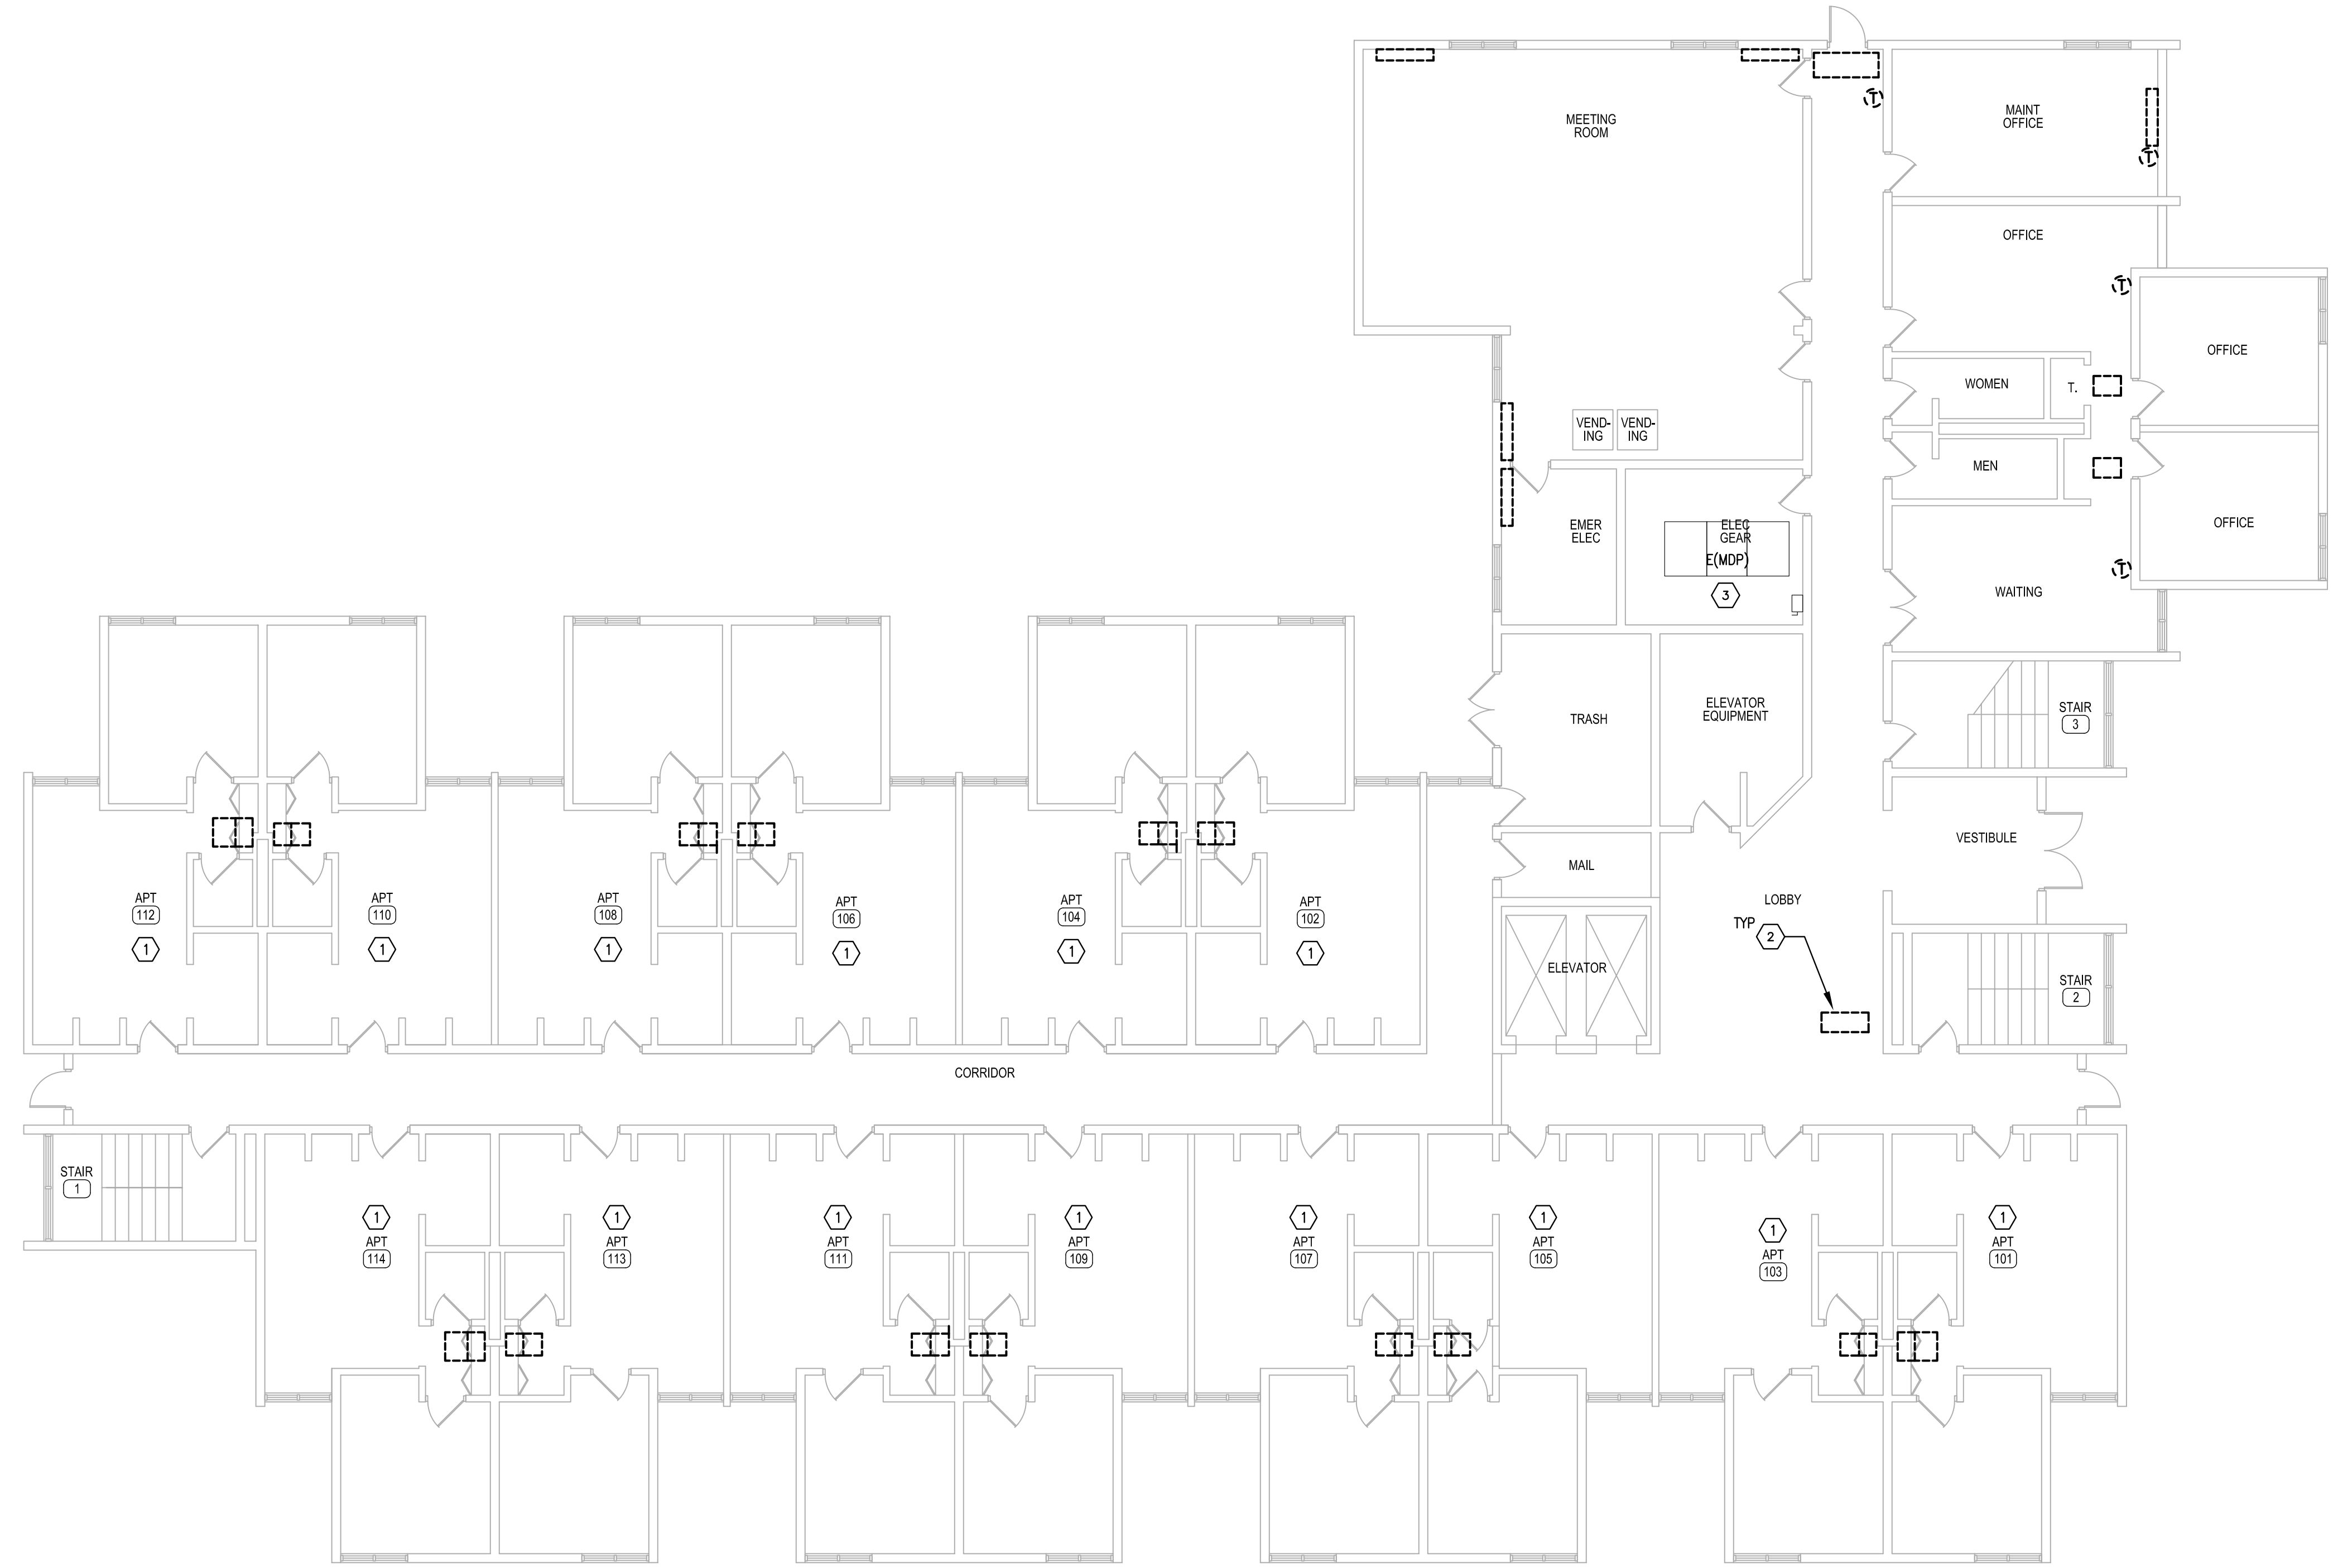 MEETING
ROOM
T
MAINT
OFFICE
T
OFFICE
T
OFFICE
WOMEN
T.
VEND-
ING
VEND-
ING
MEN
EMER
ELEC
ELEC
GEAR
E(MDP)
3
OFFICE
T
WAITING
TRASH
ELEVATOR
EQUIPMENT
STAIR
3
VESTIBULE
MAIL
LOBBY
TYP
2
ELEVATOR
STAIR
2
APT
112
1
APT
110
1
APT
108
1
APT
106
1
APT
104
1
APT
102
1
CORRIDOR
STAIR
1
1
APT
114
1
APT
113
1
APT
111
1
APT
109
1
APT
107
1
APT
105
1
APT
103
1
APT
101